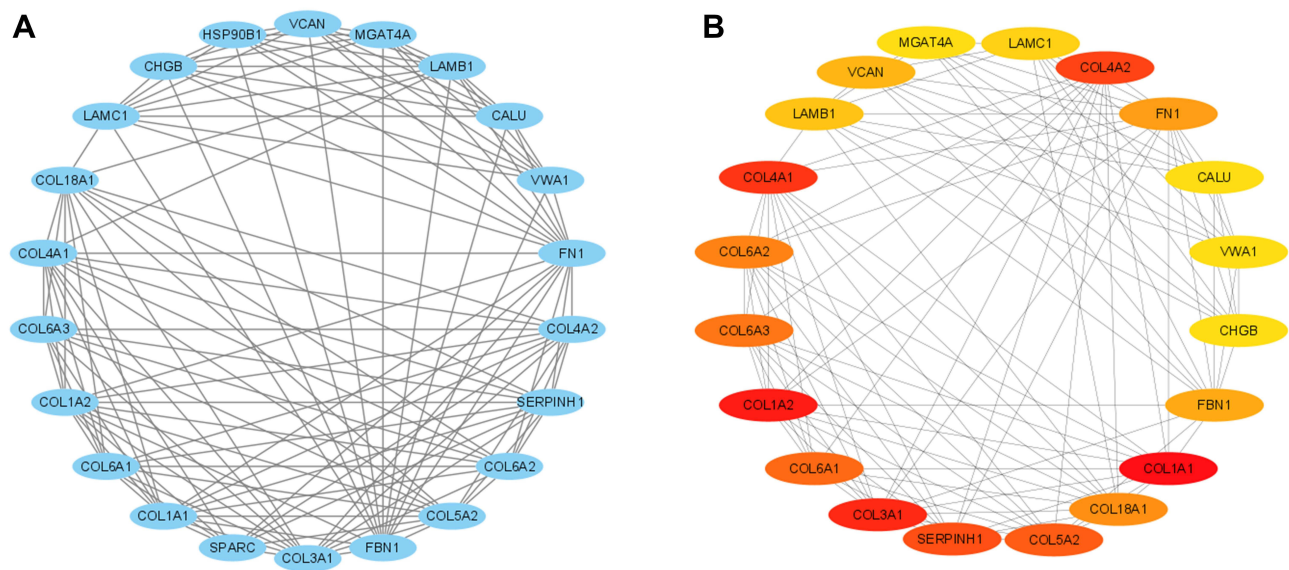 A
VCAN
HSP90B1
MGAT4A
CHGB
LAMB1
LAMC1
CALU
COL18A1
VWA1
COL4A1
FN1
COL6A3
COL4A2
COL1A2
SERPINH1
COL6A1
COL6A2
COL1A1
COL5A2
SPARC
COL3A1
FBN1
B
MGAT4A
LAMC1
VCAN
COL4A2
LAMB1
FN1
COL4A1
CALU
COL6A2
VWA1
COL6A3
CHGB
COL1A2
FBN1
COL6A1
COL1A1
COL3A1
COL18A1
SERPINH1
COL5A2